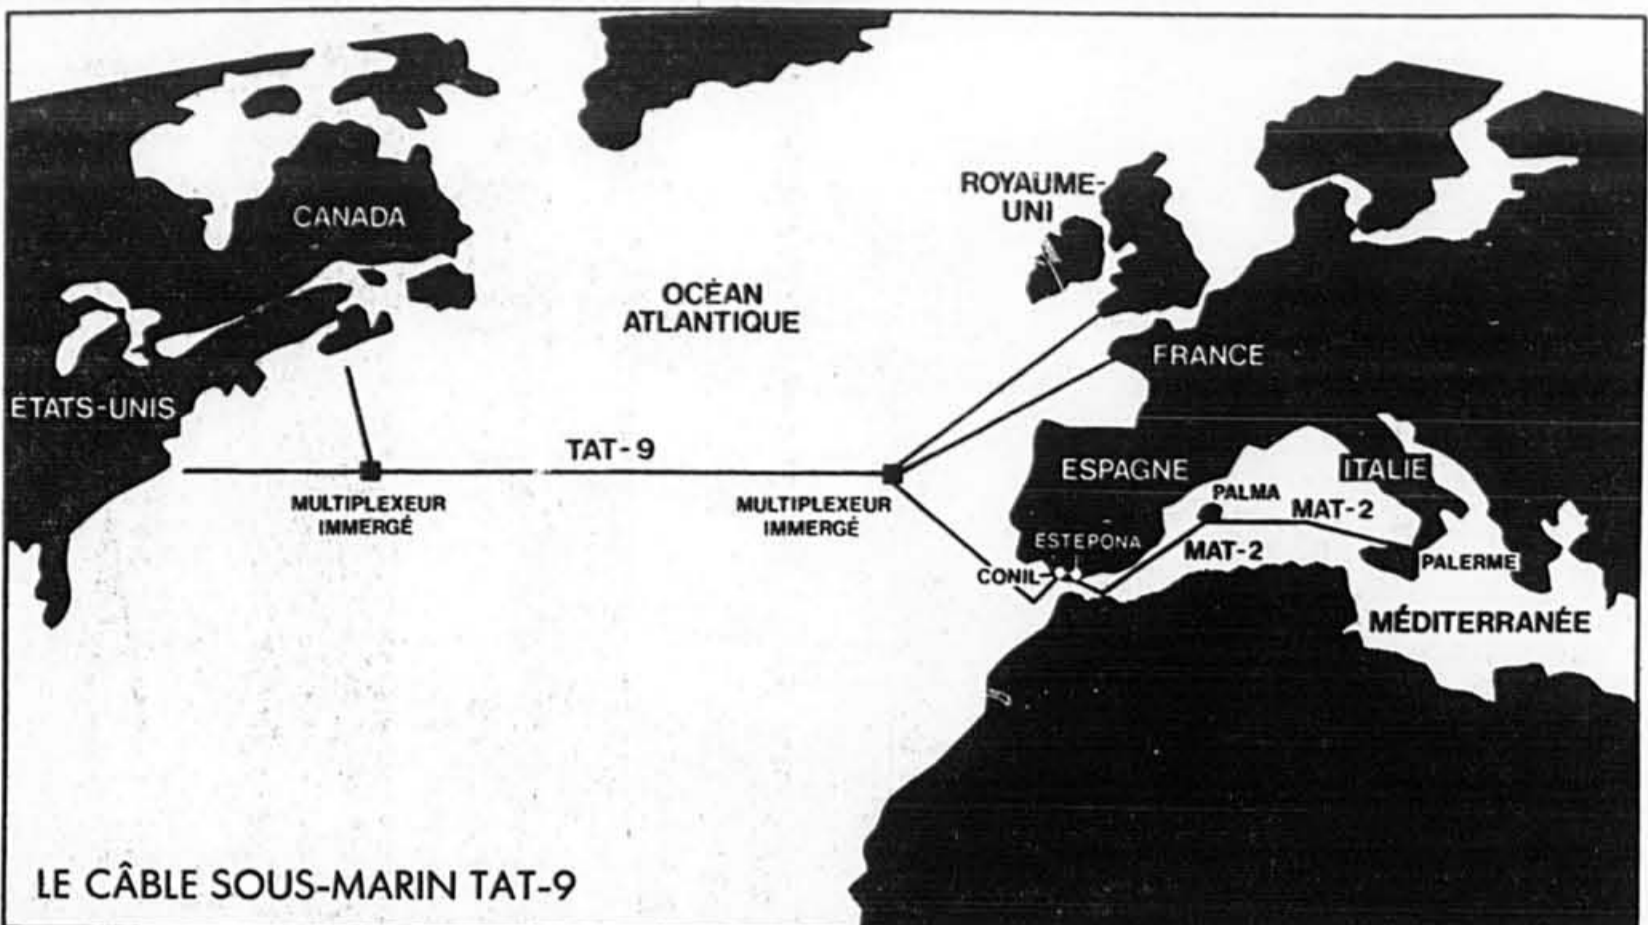 CANADA
ROYAUME-
UNI
OCÉAN
ATLANTIQUE
FRANCE
ÉTATS-UNIS
TAT-9
ESPAGNE
ITALIE
MULTIPLEXEUR
IMMERGÉ
MULTIPLEXEUR
IMMERGÉ
PALMA
MAT-2
ESTEPONA
MAT-2
CONIL
PALERME
MÉDITERRANÉE
LE CÂBLE SOUS-MARIN TAT-9